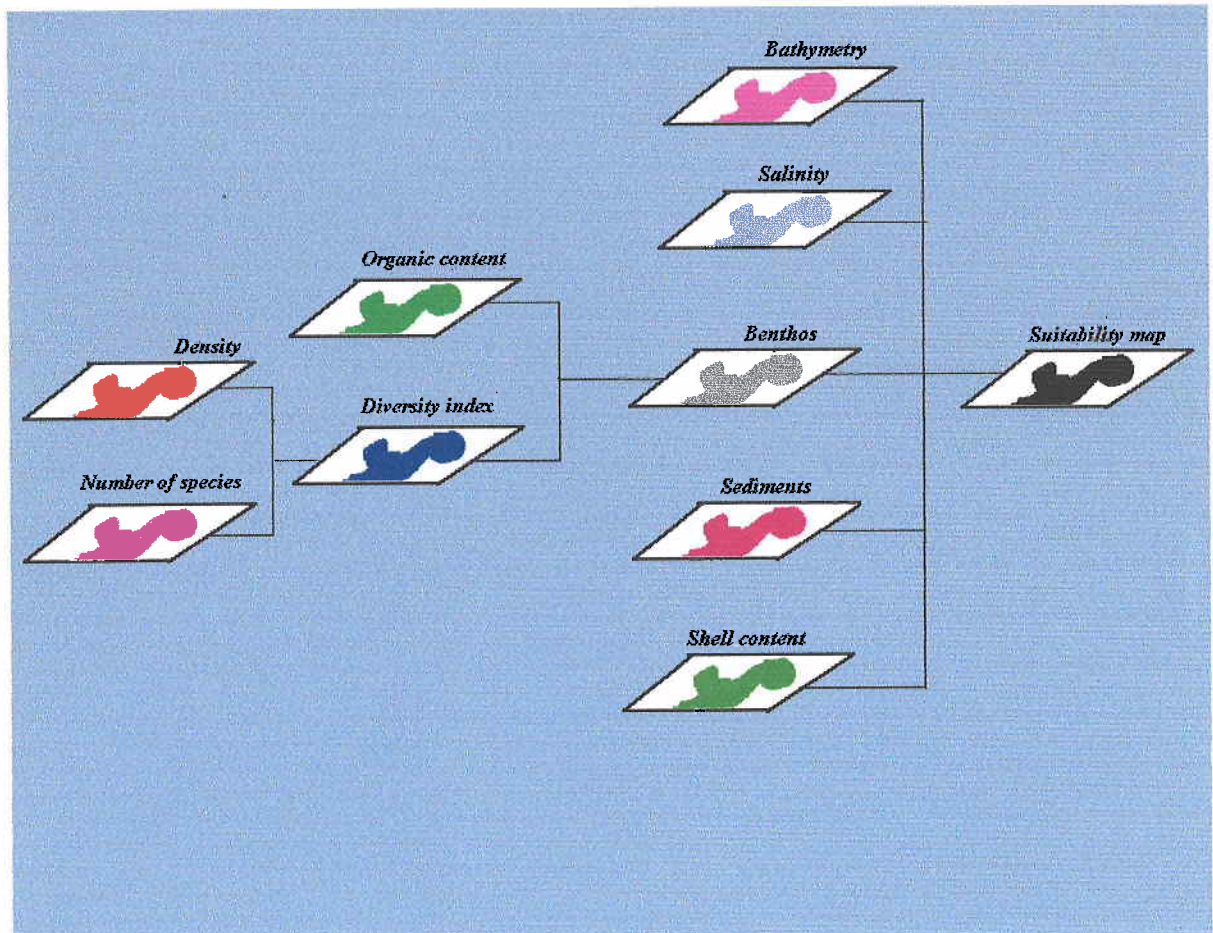 Bathymetry
Salinity
Organic content
Density
Benthos
Suitability map
Diversity index
Number of species
Sediments
Shell content